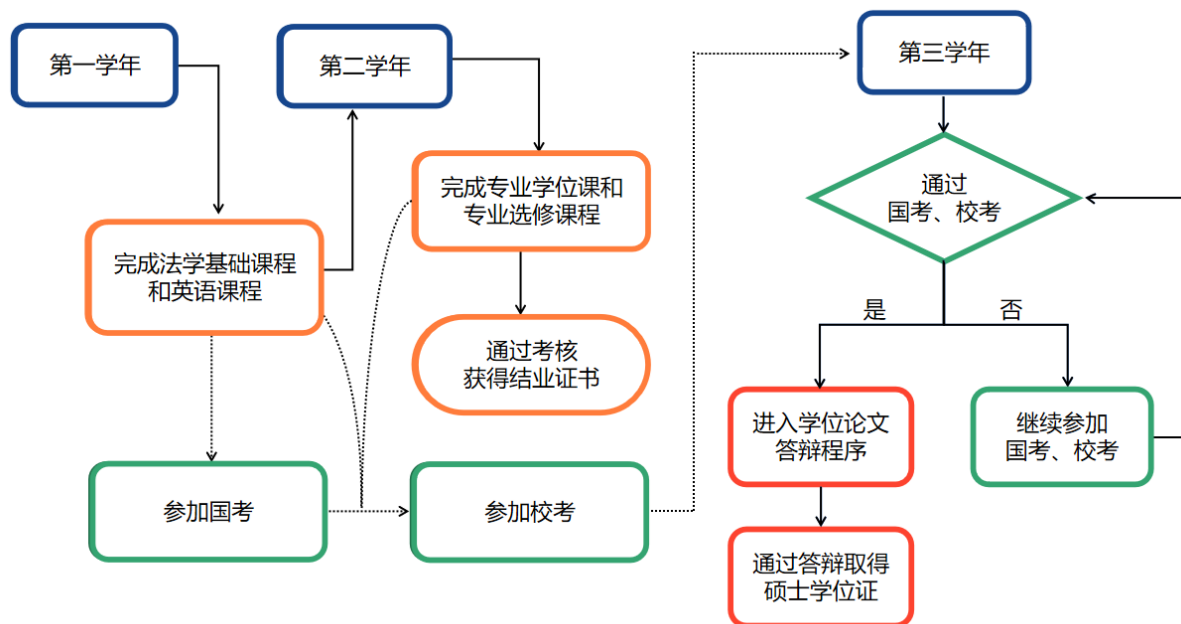 第一学年
第二学年
第三学年
完成法学基础课程
和英语课程
完成专业学位课和
专业选修课程
通过考核
获得结业证书
参加国考
参加校考
通过
国考、校考
是
否
进入学位论文
答辩程序
继续参加
国考、校考
通过答辩取得
硕士学位证